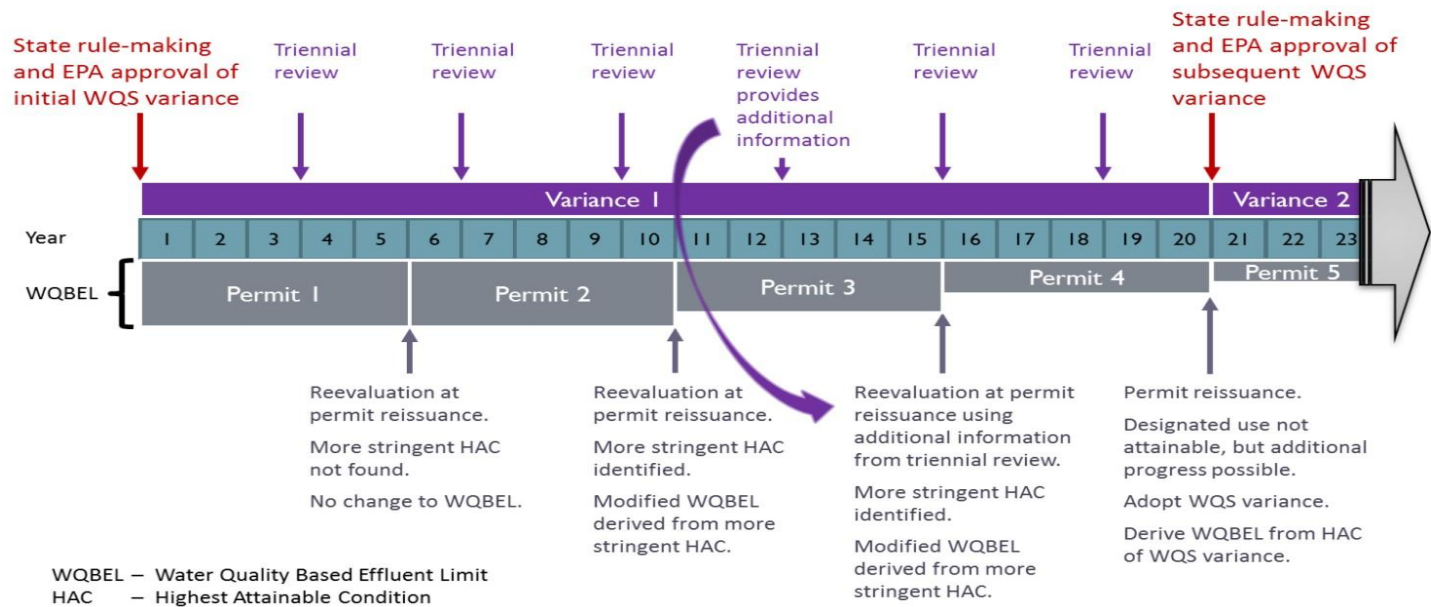 State rule-making
and EPA approval of
initial WQS variance
Triennial
review
Triennial
review
Triennial
review
Triennial
review
provides
additional
information
Triennial
review
Triennial
review
State rule-making
and EPA approval of
subsequent WQS
variance
Variance 1
Variance 2
Year
1 2 3 4 5 6 7 8 9 10 11 12 13 14 15 16 17 18 19 20 21 22 23
WQBEL
Permit 1
Permit 2
Permit 3
Permit 4
Permit 5
Reevaluation at
permit reissuance.
More stringent HAC
not found.
No change to WQBEL.
Reevaluation at
permit reissuance.
More stringent HAC
identified.
Modified WQBEL
derived from more
stringent HAC.
Reevaluation at permit
reissuance using
additional information
from triennial review.
More stringent HAC
identified.
Modified WQBEL
derived from more
stringent HAC.
Permit reissuance.
Designated use not
attainable, but additional
progress possible.
Adopt WQS variance.
Derive WQBEL from HAC
of WQS variance.
WQBEL – Water Quality Based Effluent Limit
HAC – Highest Attainable Condition